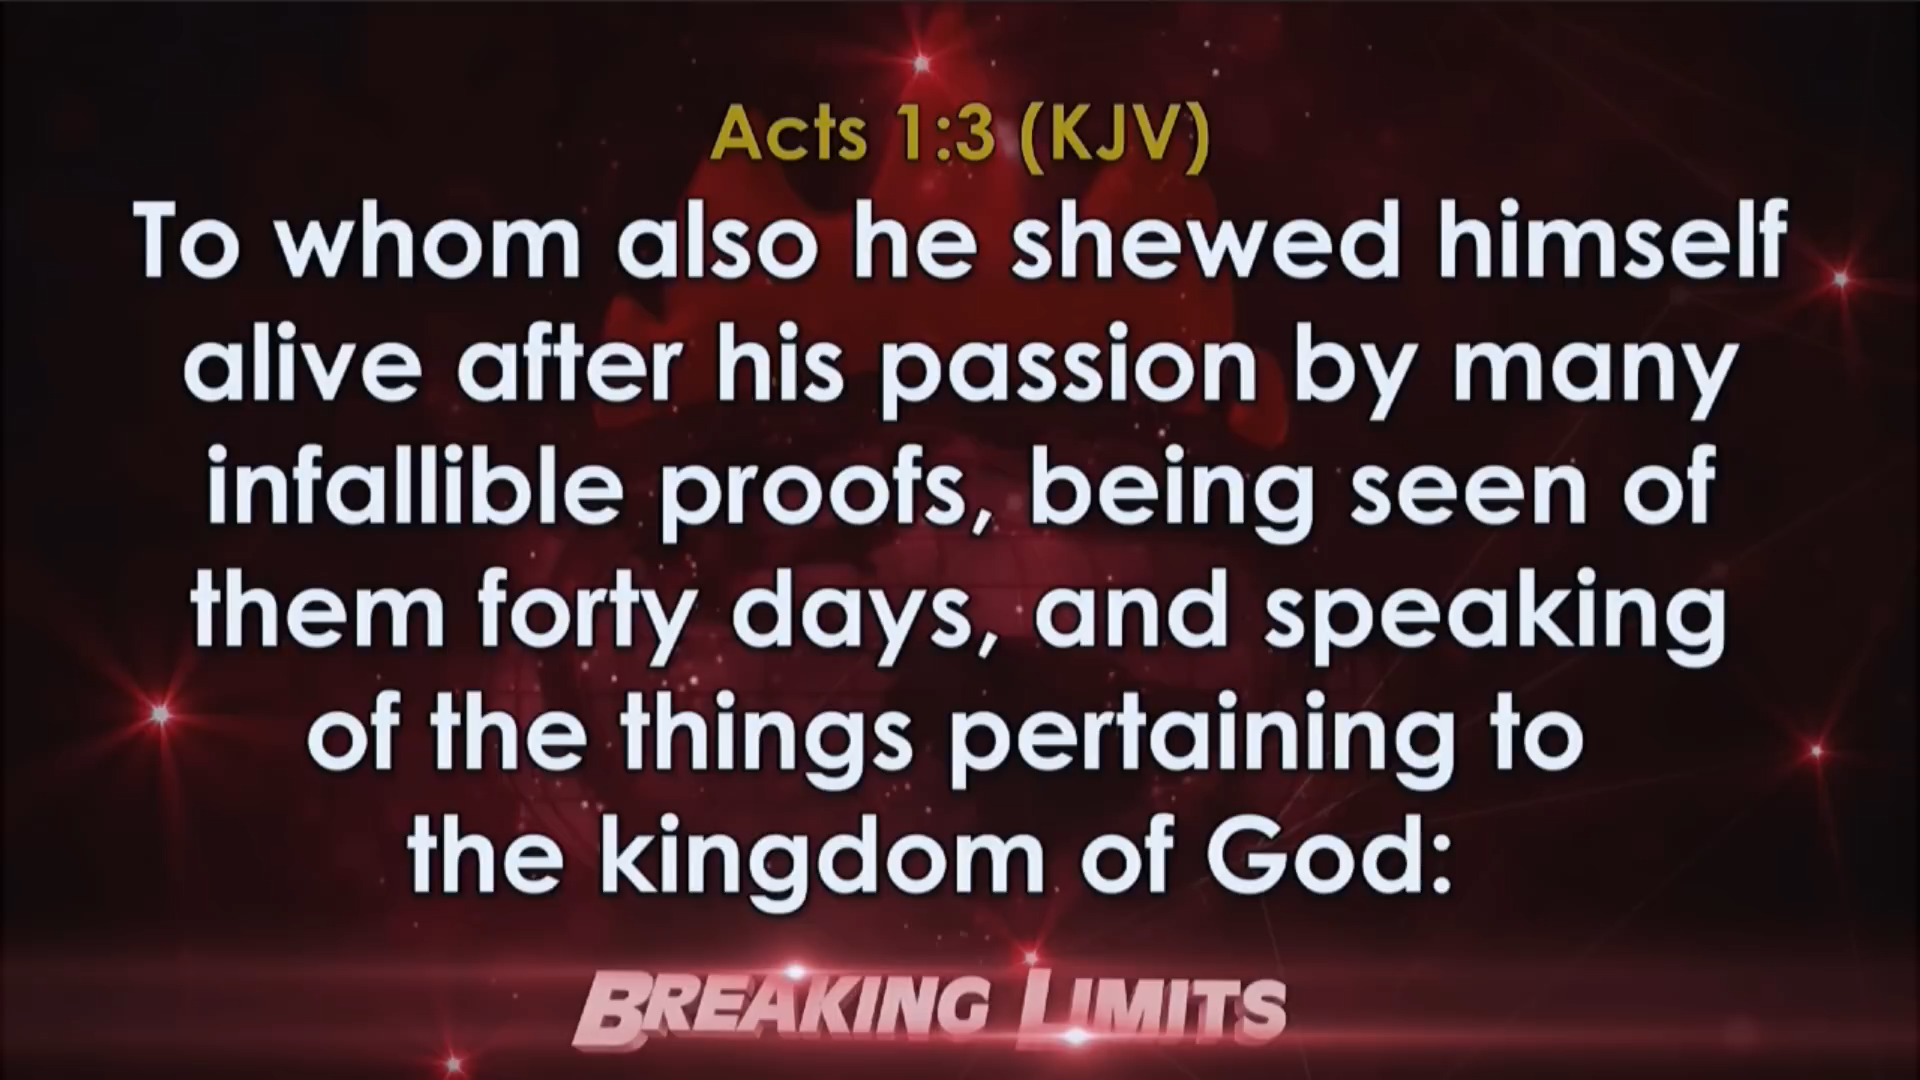 Acts 1:3 (KJV)
To whom also he shewed himself
alive after his passion by many
infallible proofs, being seen of
them forty days, and speaking
of the things pertaining to
the kingdom of God:
BREAKING LIMITS